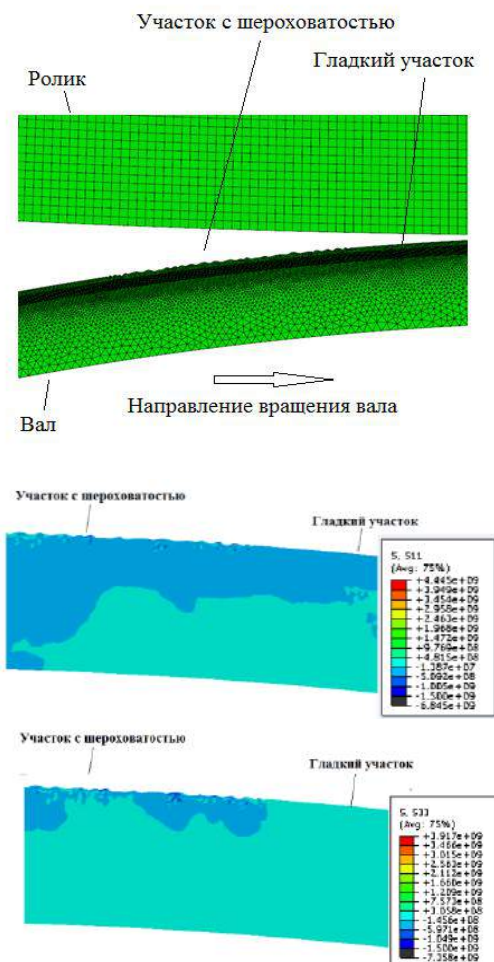 Участок с шероховатостью
Гладкий участок
Ролик
Направление вращения вала
Вал
Участок с шероховатостью
Гладкий участок
S, S11
(Avg: 75%)
+4.445e+09
+3.949e+09
+3.454e+09
+2.958e+09
+2.463e+09
+1.968e+09
+1.472e+09
+9.769e+08
+4.815e+08
-1.387e+07
-5.092e+08
-1.005e+09
-1.500e+09
-6.845e+09
Участок с шероховатостью
Гладкий участок
S, S33
(Avg: 75%)
+3.917e+09
+3.466e+09
+3.015e+09
+2.563e+09
+2.112e+09
+1.660e+09
+1.209e+09
+7.573e+08
+3.058e+08
-1.456e+08
-5.971e+08
-1.049e+09
-1.500e+09
-7.358e+09